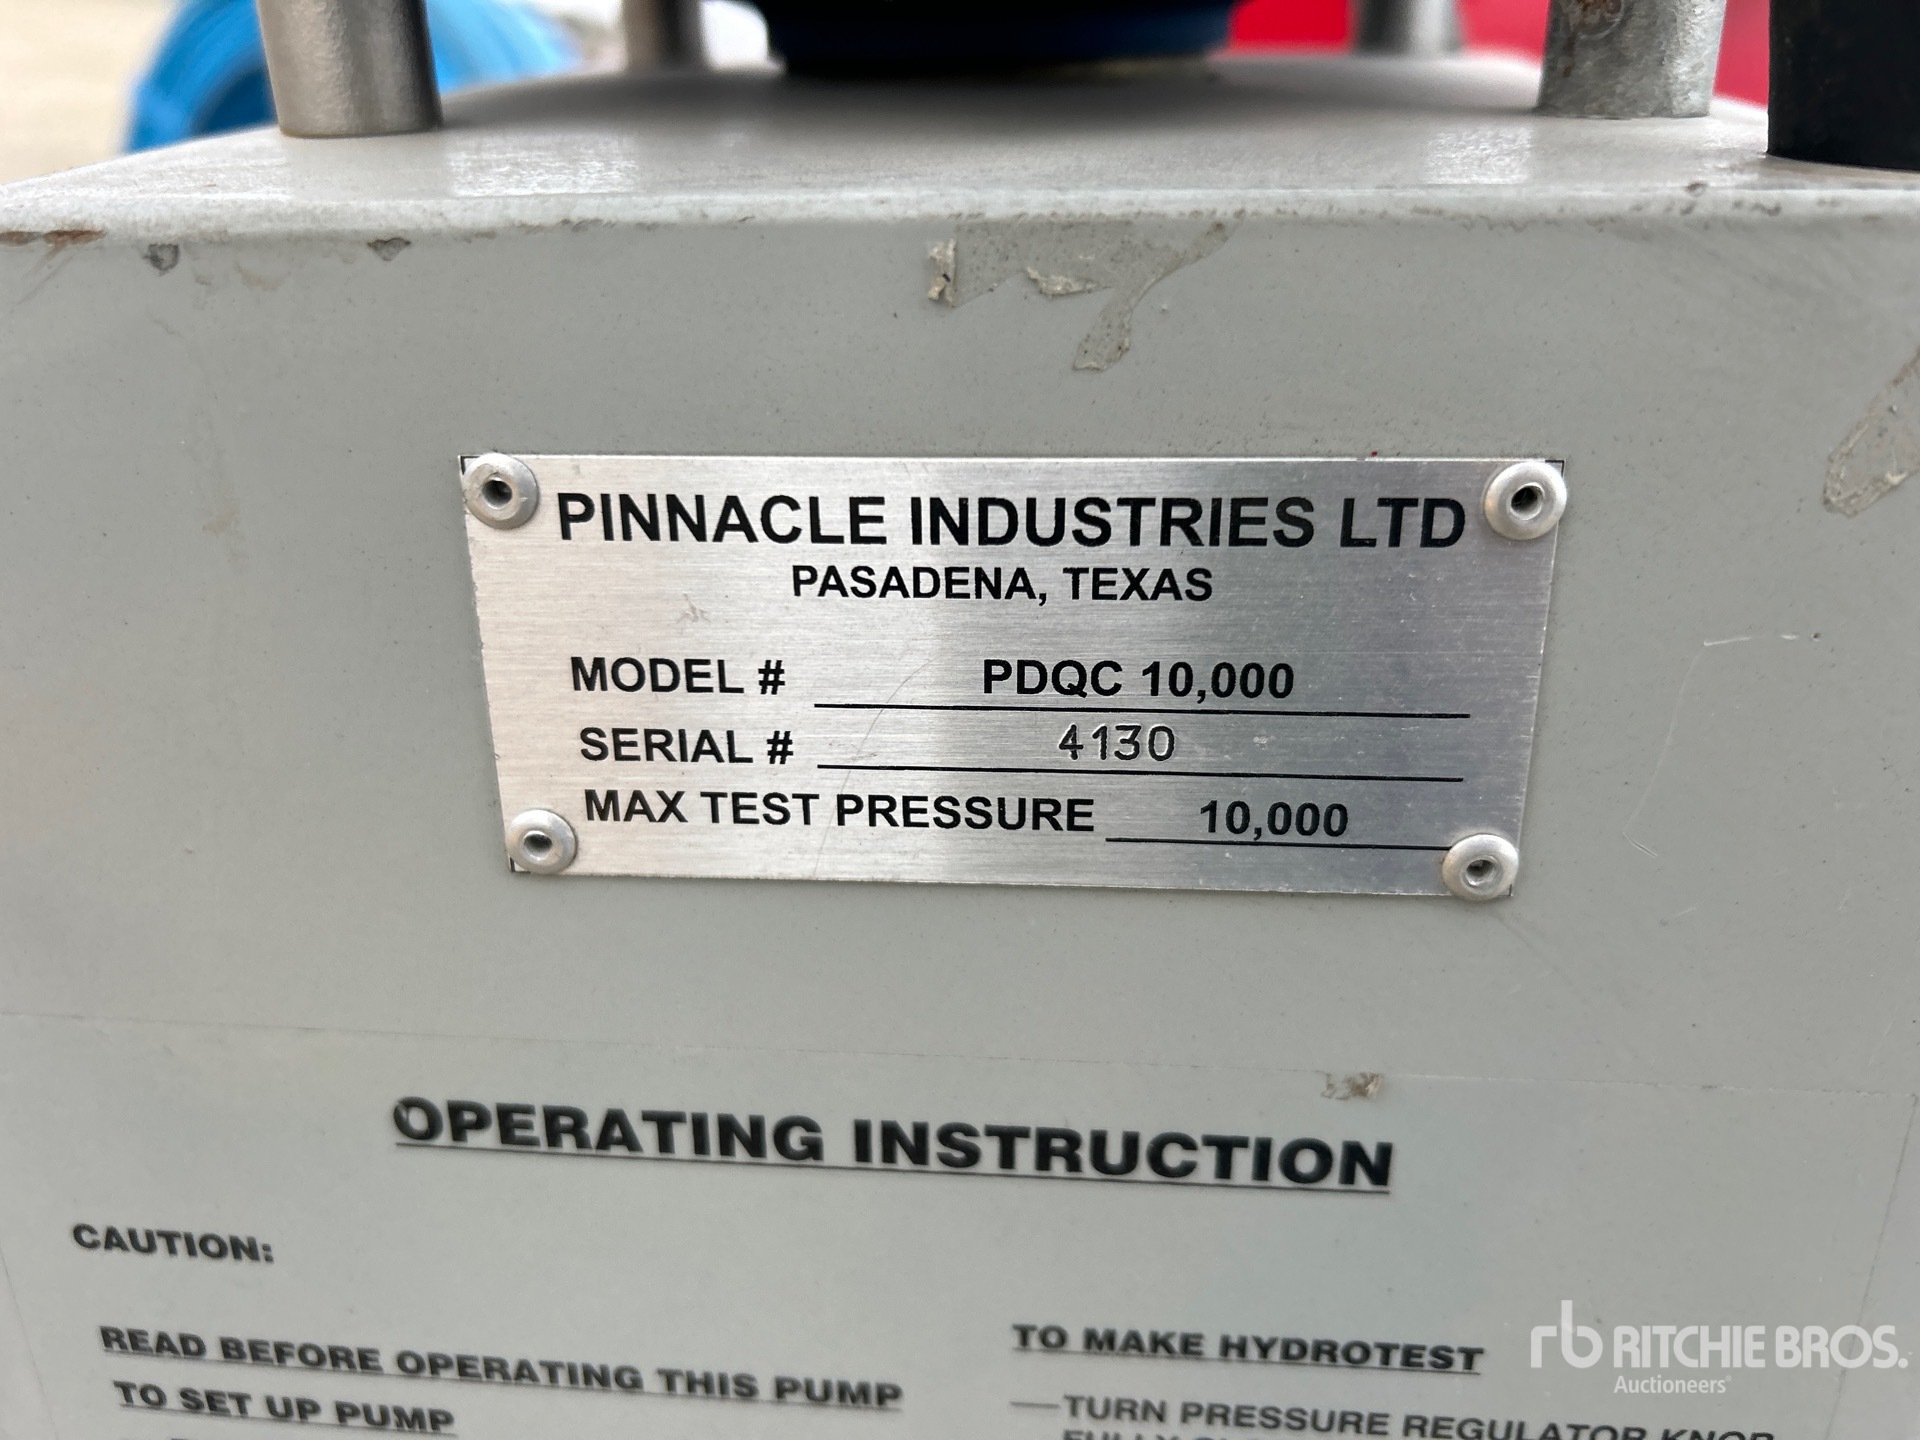 PINNACLE INDUSTRIES LTD
PASADENA, TEXAS
MODEL # PDQC 10,000
SERIAL # 4130
MAX TEST PRESSURE 10,000
OPERATING INSTRUCTION
CAUTION:
READ BEFORE OPERATING THIS PUMP
TO SET UP PUMP
TO MAKE HYDROTEST
—TURN PRESSURE REGULATOR KNOB
rb RITCHIE BROS.
Auctioneers